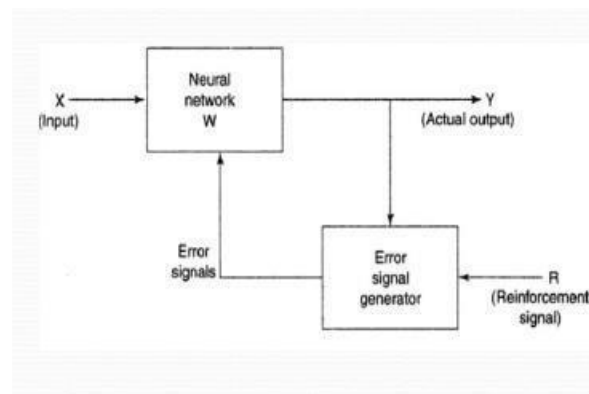 Neural
network
W
X
(Input)
Y
(Actual output)
Error
signals
Error
signal
generator
R
(Reinforcement
signal)